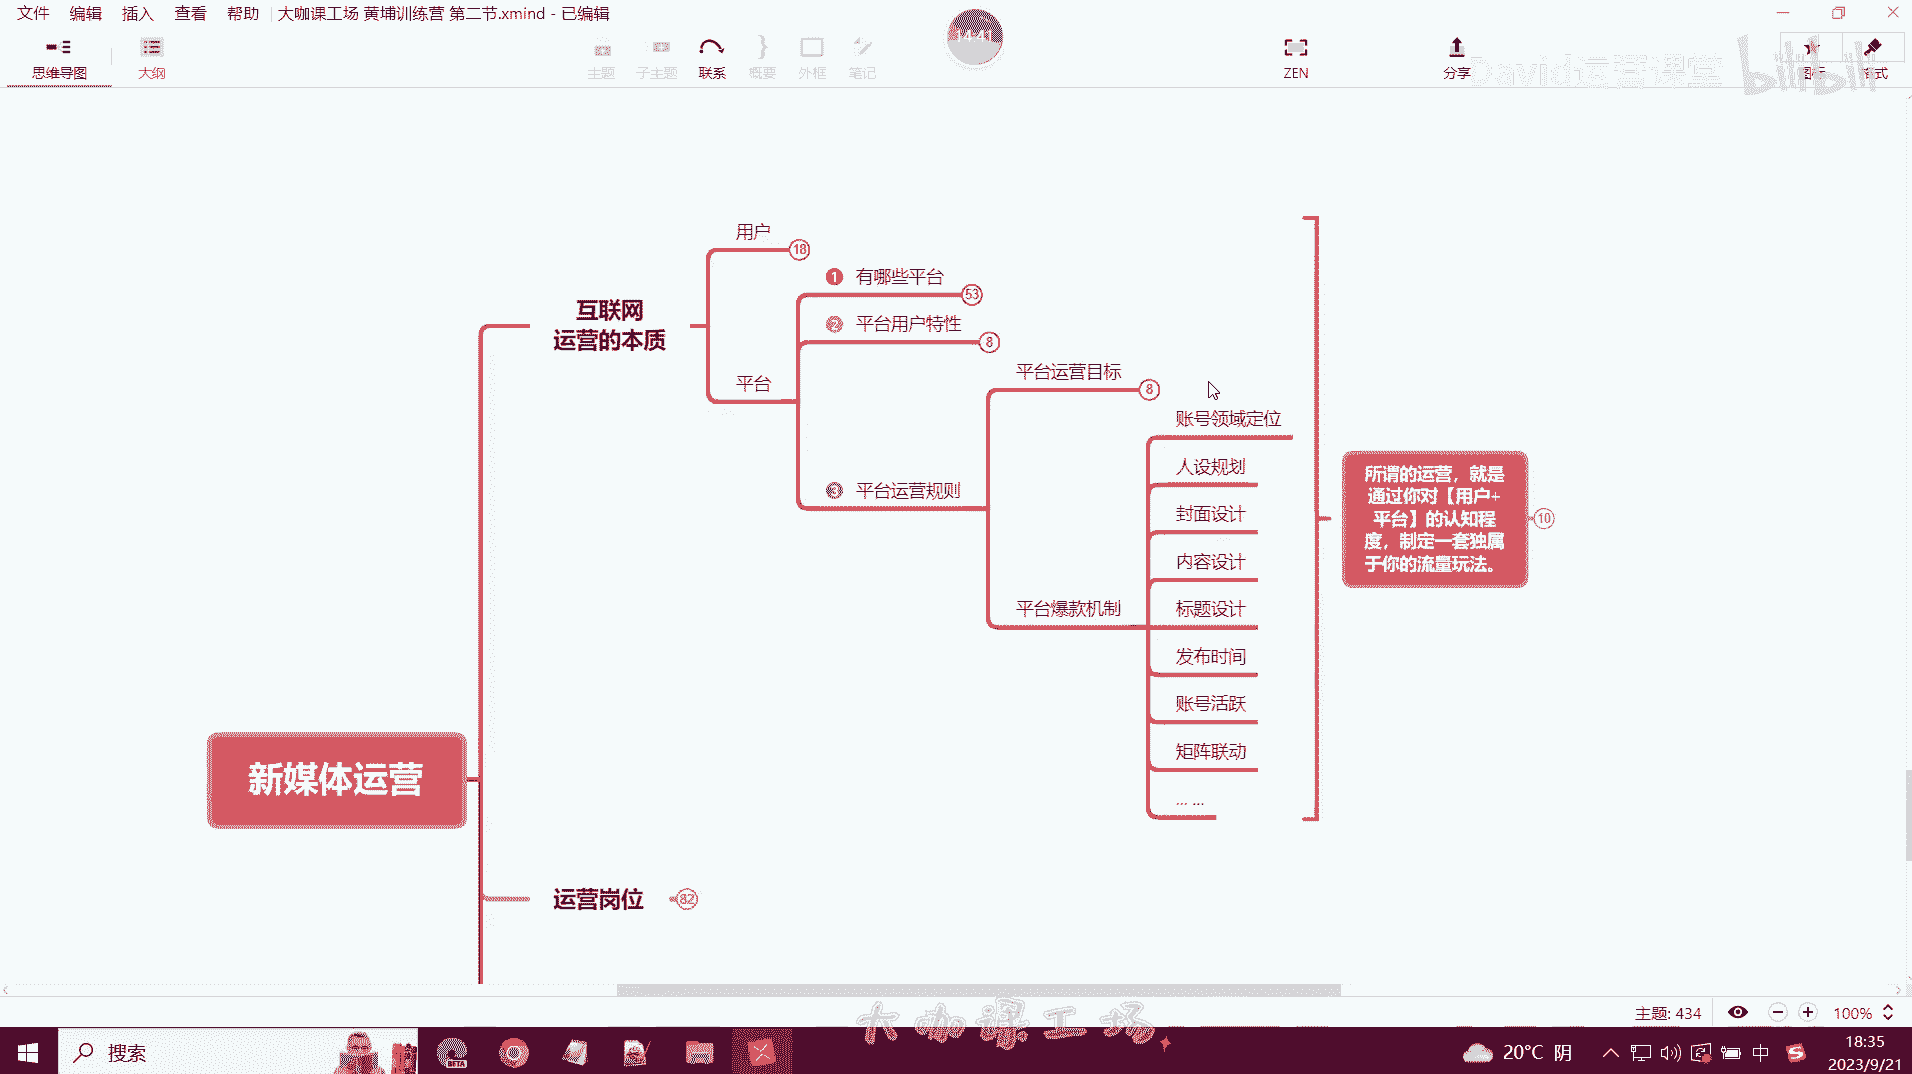 文件 编辑 插入 查看 帮助 大咖课工场 黄埔训练营 第二节.xmind - 已编辑
思维导图 大纲 主题 子主题 联系 概要 外框 笔记 14:41 ZEN 分享 图标 格式
David运营课堂 bilibili
用户 18
1 有哪些平台 53
互联网
运营的本质
2 平台用户特性 8
平台
平台运营目标 8
账号领域定位
人设规划
3 平台运营规则
封面设计
内容设计
平台爆款机制
标题设计
发布时间
账号活跃
矩阵联动
... ...
所谓的运营，就是
通过你对【用户+
平台】的认知程
度，制定一套独属
于你的流量玩法。
10
新媒体运营
运营岗位 82
主题: 434 100%
大咖课工场
搜索 BETA 20°C 阴 中 18:35
2023/9/21